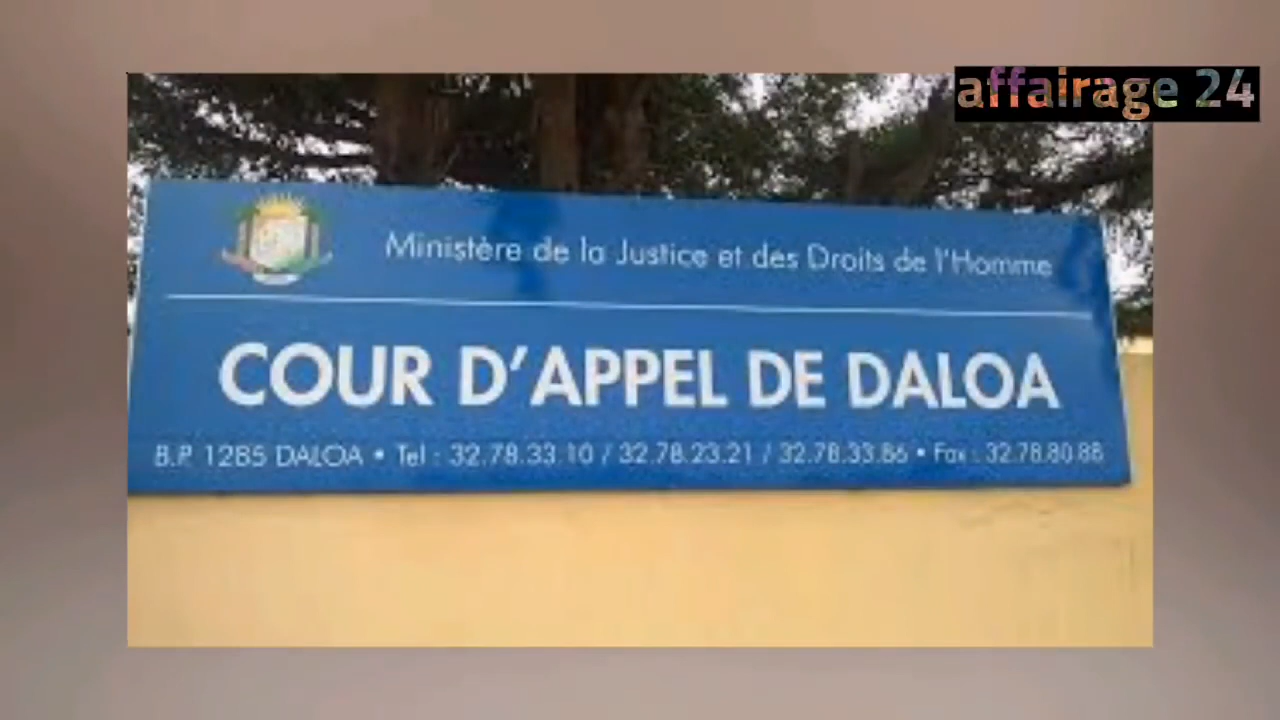 affairage 24
Ministère de la Justice et des Droits de l'Homme
COUR D'APPEL DE DALOA
B.P. 1285 DALOA • Tel : 32.78.33.10 / 32.78.23.21 / 32.78.33.86 • Fax : 32.78.80.88